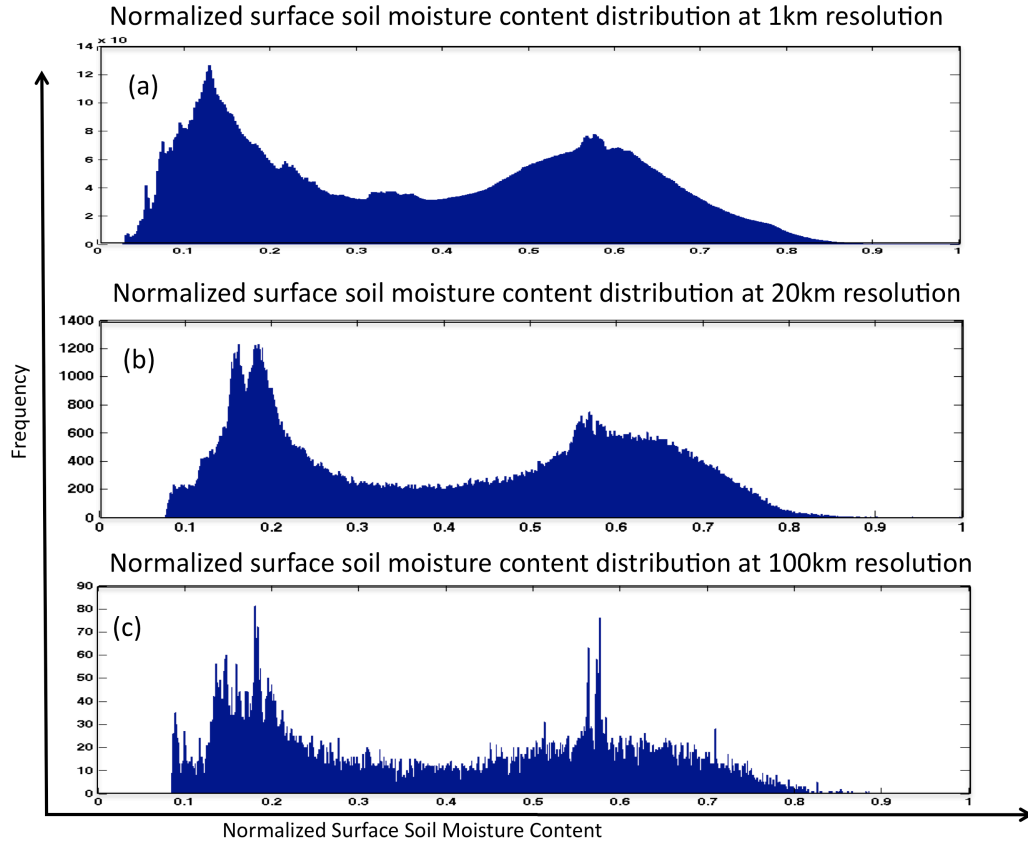 Normalized surface soil moisture content distribution at 1km resolution
14 x 10
(a)
12
10
8
6
4
2
0
0 0.1 0.2 0.3 0.4 0.5 0.6 0.7 0.8 0.9 1
Normalized surface soil moisture content distribution at 20km resolution
1400
(b)
1200
1000
800
600
400
200
0
0 0.1 0.2 0.3 0.4 0.5 0.6 0.7 0.8 0.9 1
Frequency
Normalized surface soil moisture content distribution at 100km resolution
90
80
(c)
70
60
50
40
30
20
10
0
0 0.1 0.2 0.3 0.4 0.5 0.6 0.7 0.8 0.9 1
Normalized Surface Soil Moisture Content